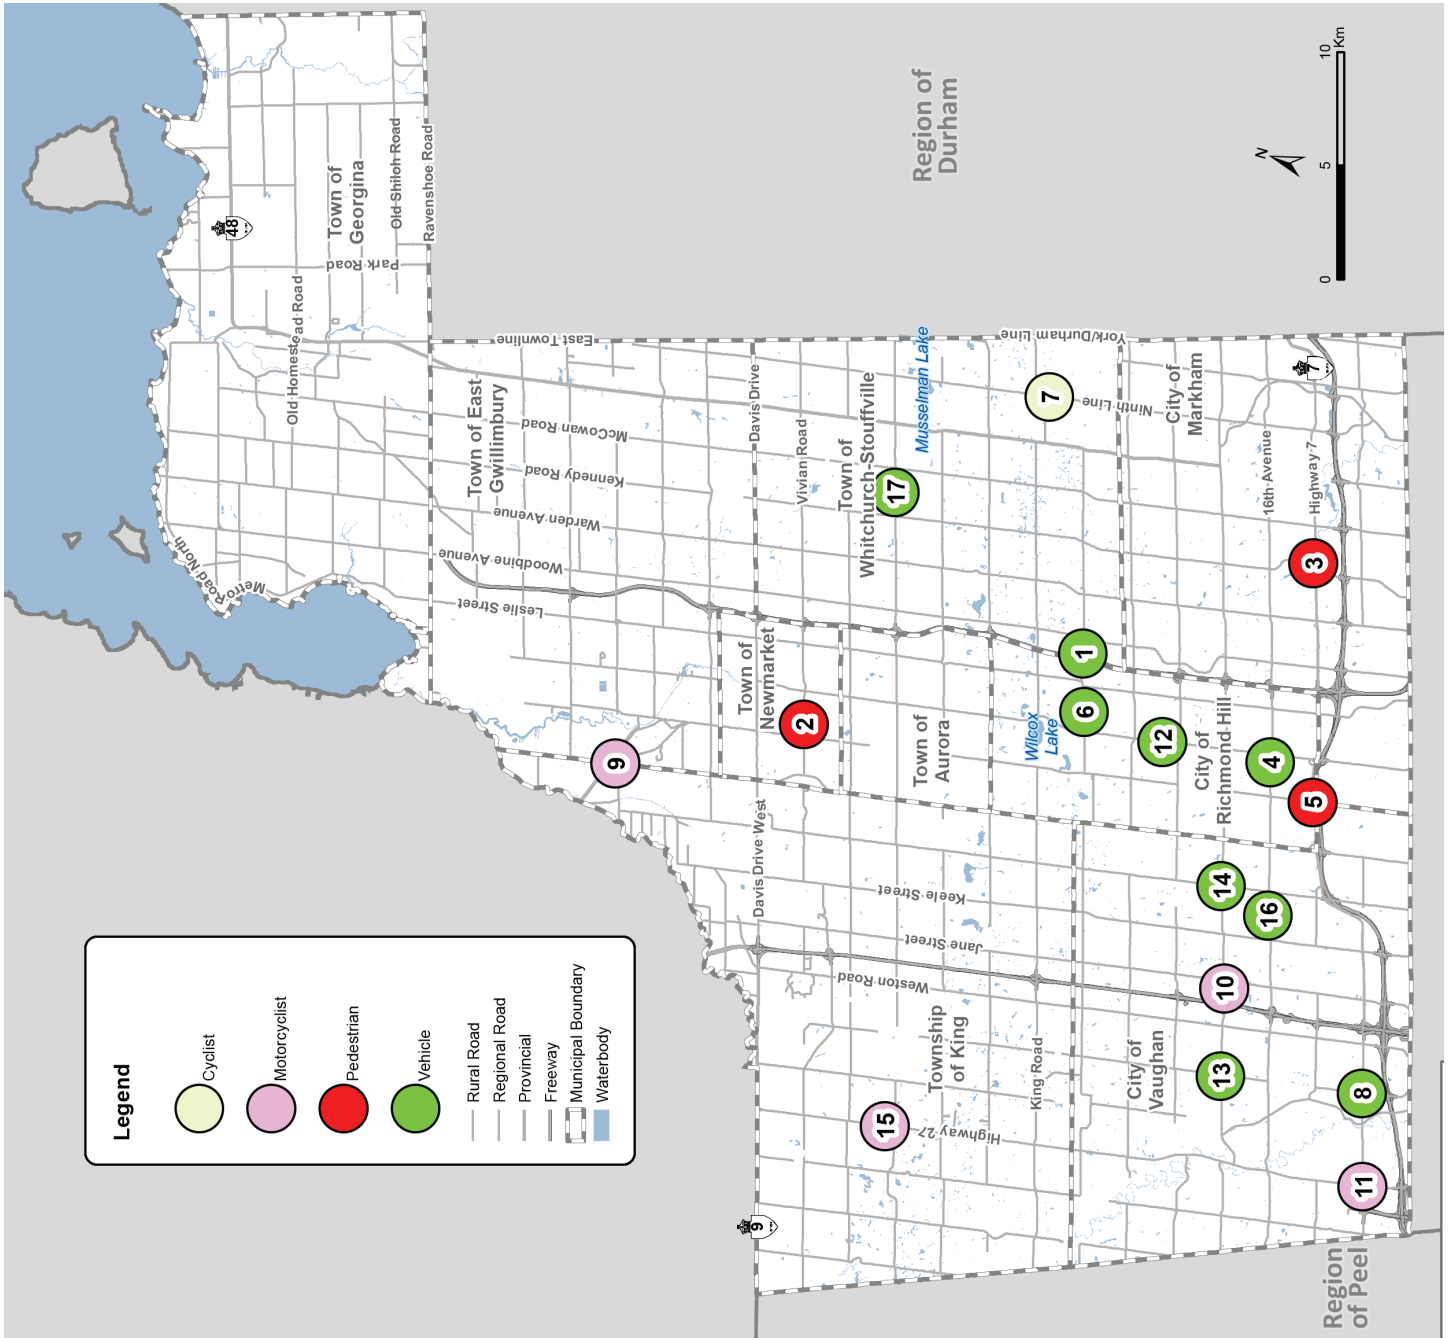 Legend
Cyclist
Motorcyclist
Pedestrian
Vehicle
Rural Road
Regional Road
Provincial
Freeway
Municipal Boundary
Waterbody
48
Town of
Georgina
Old Shiloh Road
Ravenshoe Road
Park Road
Old Homestead Road
Metro Road North
Region of
Durham
N
0
5
10
Km
East Townline
Town of East
Gwillimbury
McCowan Road
Kennedy Road
Warden Avenue
Woodbine Avenue
Leslie Street
Davis Drive
Vivian Road
Town of
Whitchurch-Stouffville
Musselman Lake
York/Durham Line
Ninth Line
City of
Markham
16th Avenue
Highway 7
7
Town of
Newmarket
Town of
Aurora
Wilcox
Lake
City of
Richmond Hill
Davis Drive West
Keele Street
Jane Street
Weston Road
Township
of King
King Road
Highway 27
City of
Vaughan
9
Region
of Peel
1
2
3
4
5
6
7
8
9
10
11
12
13
14
15
16
17